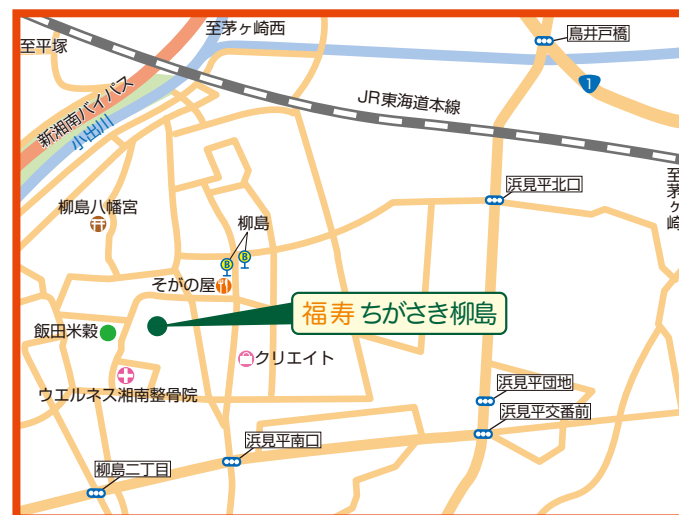 至茅ヶ崎西
至平塚
鳥井戸橋
1
新湘南バイパス
小出川
JR東海道本線
至茅ヶ崎
浜見平北口
柳島八幡宮
柳島
B
B
そがの屋
福寿 ちがさき柳島
飯田米穀
クリエイト
ウエルネス湘南整骨院
浜見平団地
浜見平交番前
浜見平南口
柳島二丁目